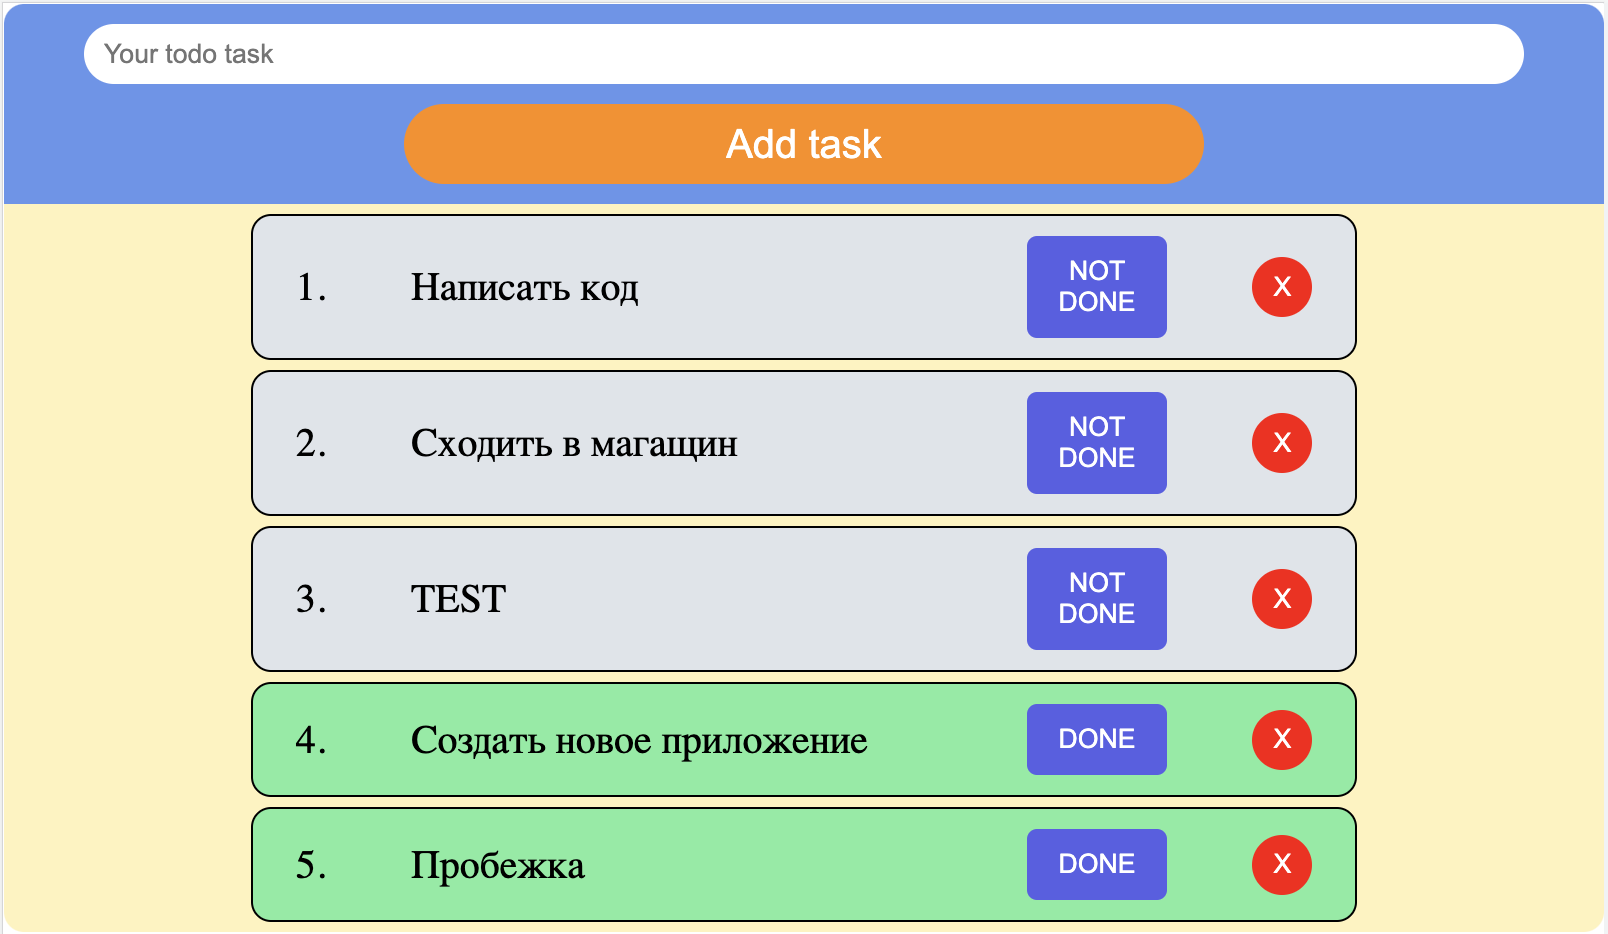 Your todo task
Add task
1. Написать код NOT DONE X
2. Сходить в магащин NOT DONE X
3. TEST NOT DONE X
4. Создать новое приложение DONE X
5. Пробежка DONE X